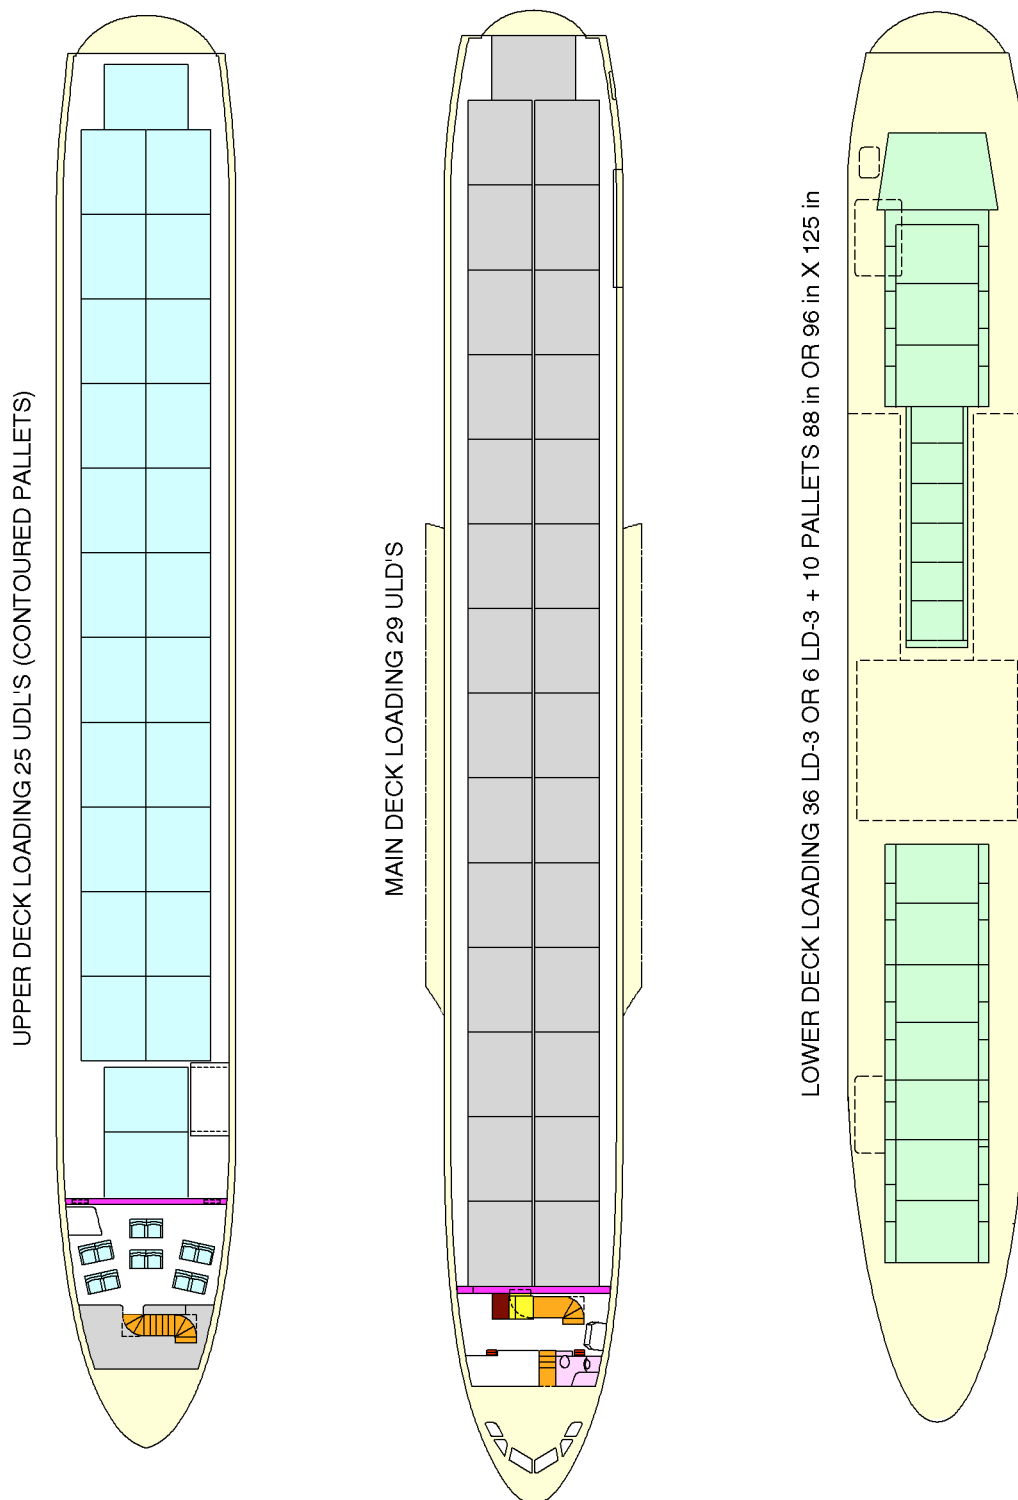 UPPER DECK LOADING 25 UDL'S (CONTOURED PALLETS)
MAIN DECK LOADING 29 ULD'S
LOWER DECK LOADING 36 LD-3 OR 6 LD-3 + 10 PALLETS 88 in OR 96 in X 125 in